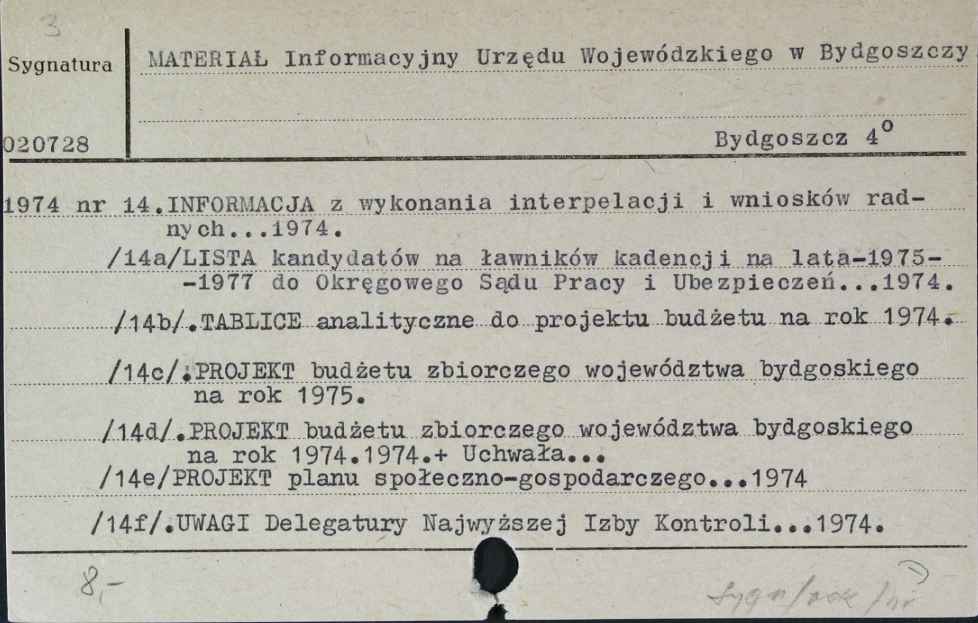 3
Sygnatura
MATERIAŁ Informacyjny Urzędu Wojewódzkiego w Bydgoszczy
020728
Bydgoszcz 4º
1974 nr 14.INFORMACJA z wykonania interpelacji i wniosków rad-
nych...1974.
/14a/LISTA kandydatów na ławników kadencji na lata-1975-
-1977 do Okręgowego Sądu Pracy i Ubezpieczeń...1974.
/14b/.TABLICE analityczne do projektu budżetu na rok 1974.
/14c/.PROJEKT budżetu zbiorczego województwa bydgoskiego
na rok 1975.
/14d/.PROJEKT budżetu zbiorczego województwa bydgoskiego
na rok 1974.1974.+ Uchwała...
/14e/PROJEKT planu społeczno-gospodarczego...1974
/14f/.UWAGI Delegatury Najwyższej Izby Kontroli...1974.
8,-
sygn/rok/nr